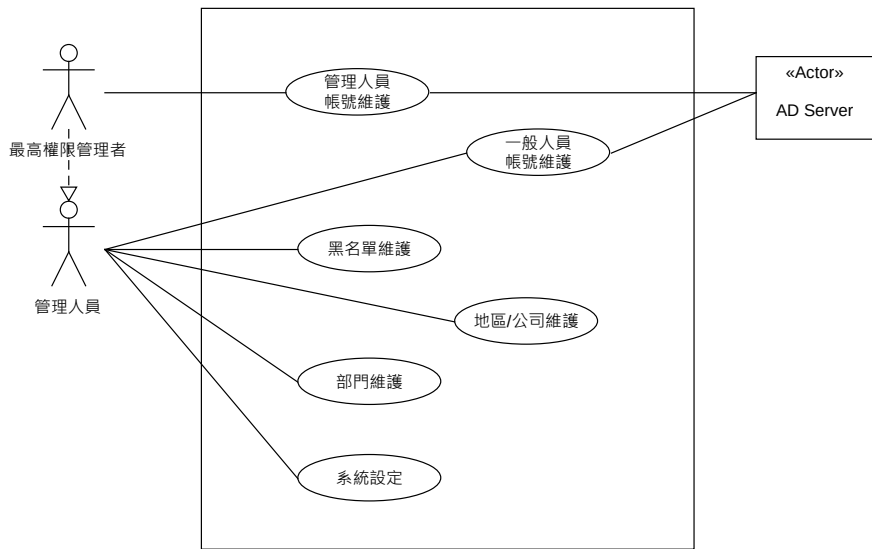 管理人員
帳號維護
«Actor»
AD Server
最高權限管理者
一般人員
帳號維護
黑名單維護
管理人員
地區/公司維護
部門維護
系統設定